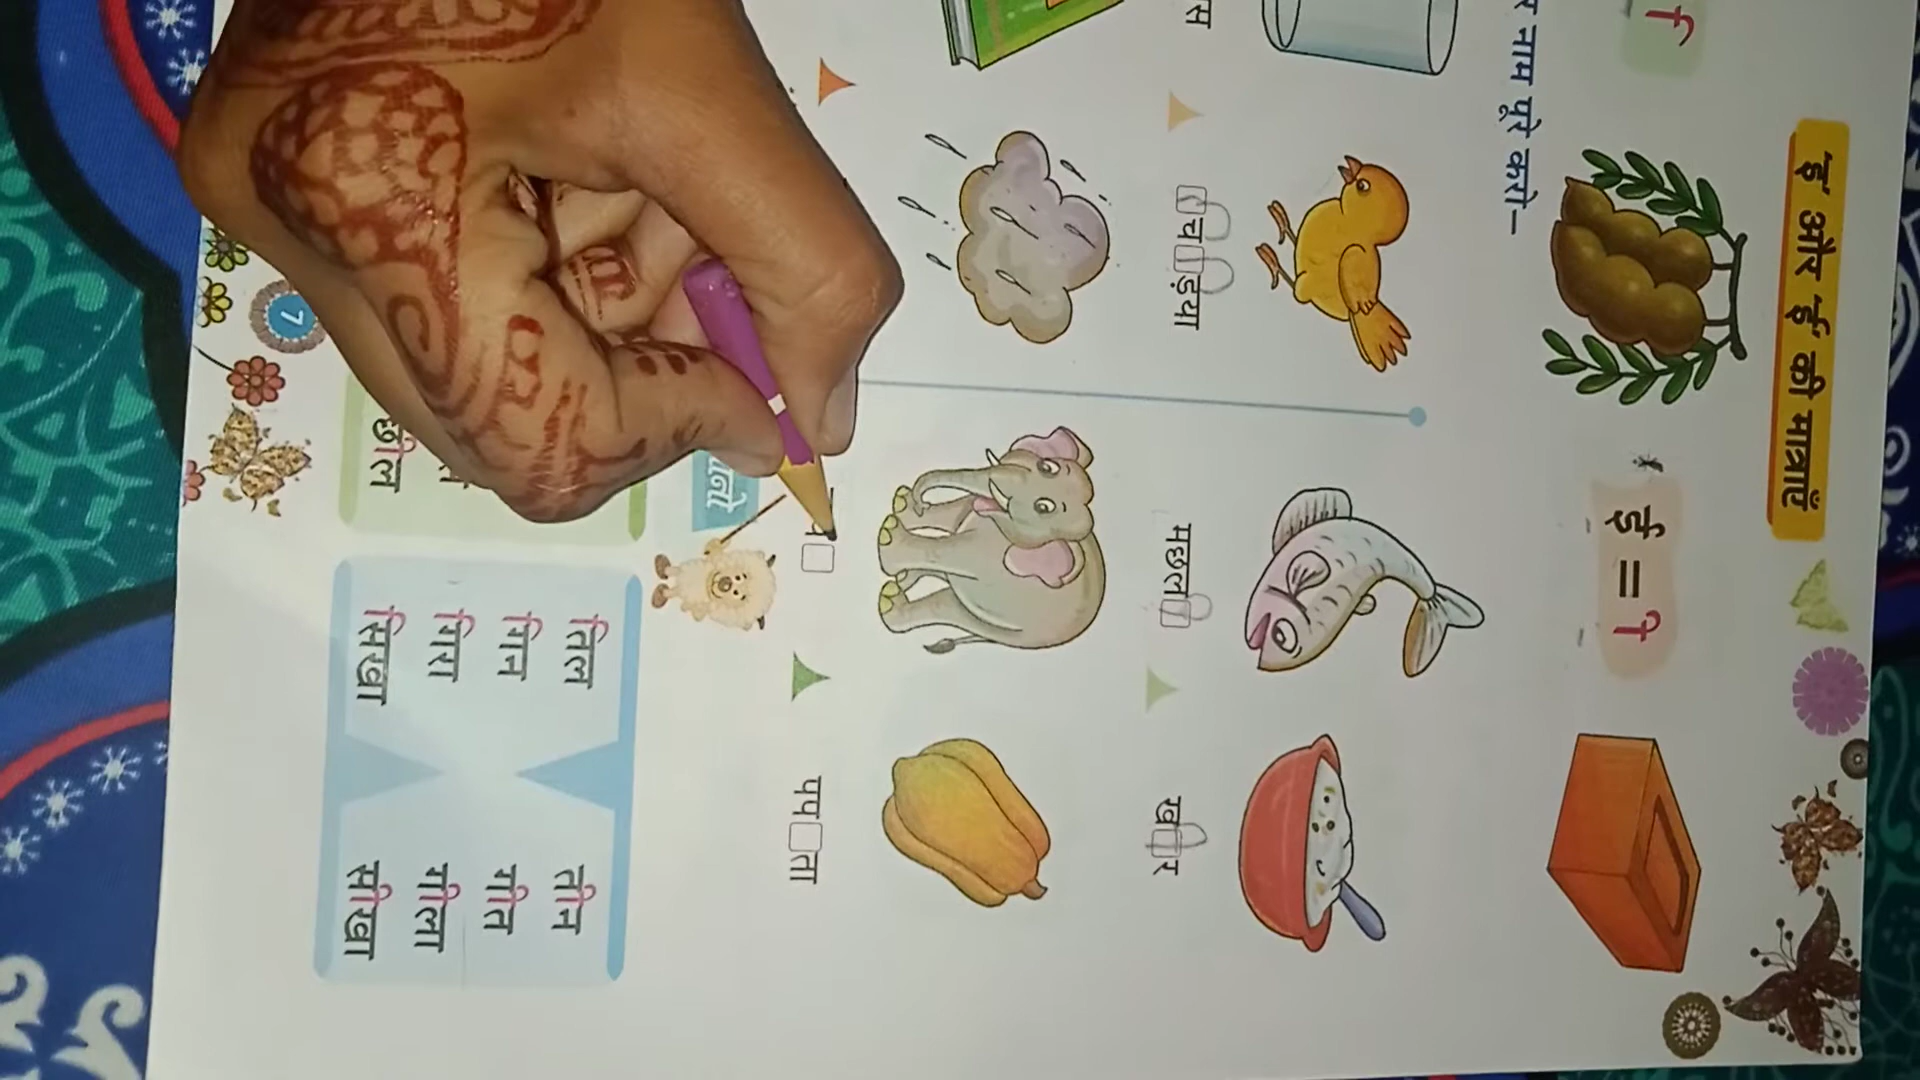 'इ' और 'ई' की मात्राएँ
ि
ई = ी
नाम पूरे करो–
िचिड़या
मछली
खीर
पप□ता
तिल
तीन
गिन
गीत
गिरा
गीला
सिखा
सीखा
7